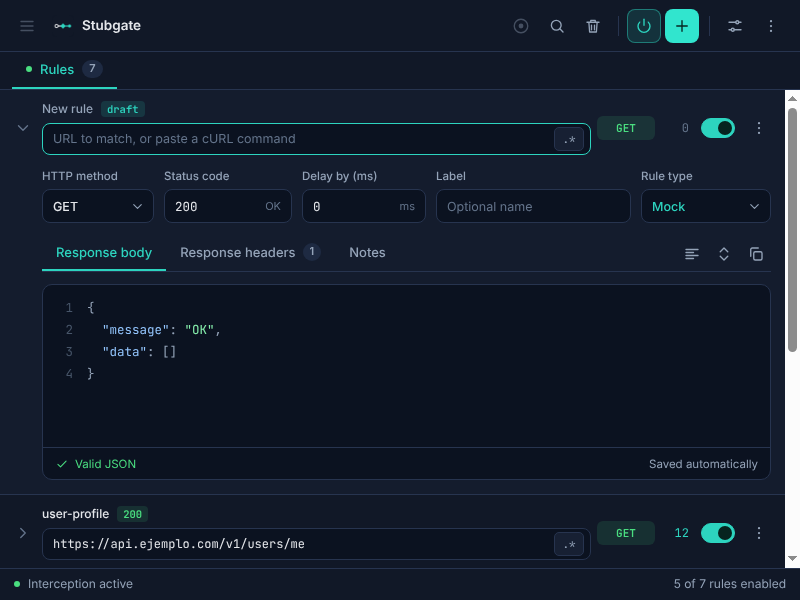 Stubgate
Rules 7
New rule draft
URL to match, or paste a cURL command .* GET 0
HTTP method Status code Delay by (ms) Label Rule type
GET 200 OK 0 ms Optional name Mock
Response body Response headers 1 Notes
1 {
2 "message": "OK",
3 "data": []
4 }
Valid JSON Saved automatically
user-profile 200
https://api.ejemplo.com/v1/users/me .* GET 12
Interception active 5 of 7 rules enabled